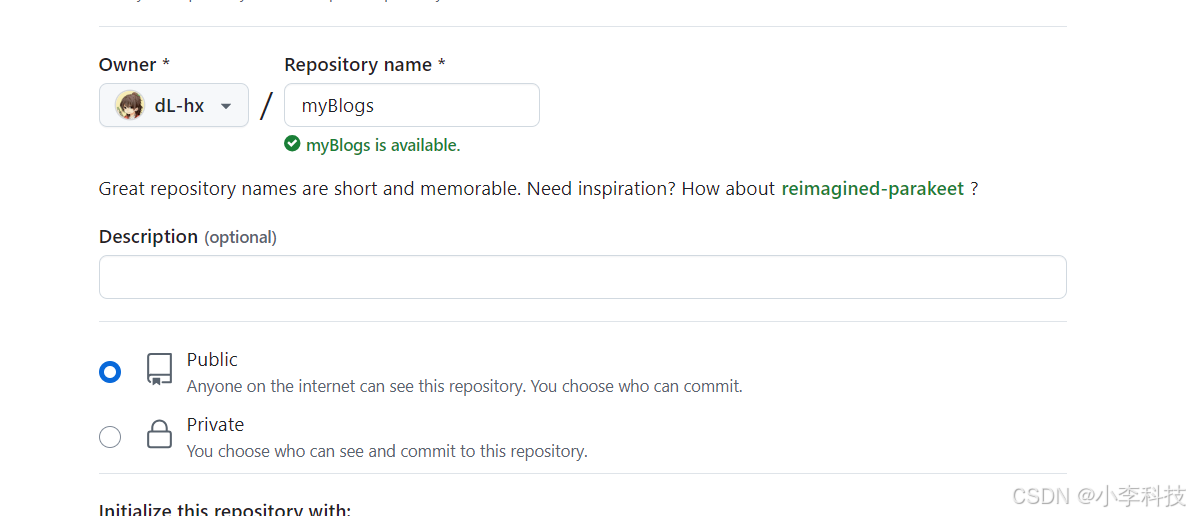 Owner * Repository name *
dL-hx / myBlogs
myBlogs is available.
Great repository names are short and memorable. Need inspiration? How about reimagined-parakeet ?
Description (optional)
Public
Anyone on the internet can see this repository. You choose who can commit.
Private
You choose who can see and commit to this repository.
Initialize this repository with:
CSDN @小李科技